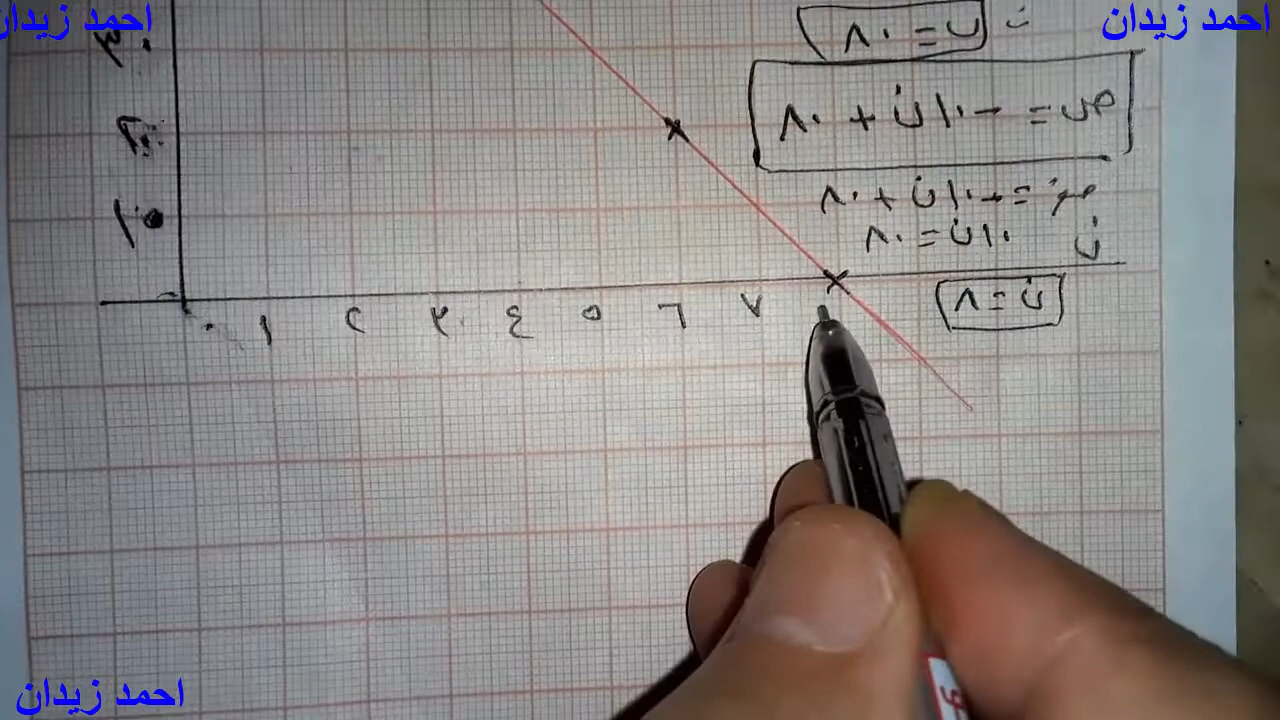 احمد زيدان
احمد زيدان
ب = ٨٠
ص = -١٠ن + ٨٠
صفر = -١٠ن + ٨٠
١٠ن = ٨٠
ن = ٨
٣٠
١٠
٠ ١ ٢ ٣ ٤ ٥ ٦ ٧
احمد زيدان